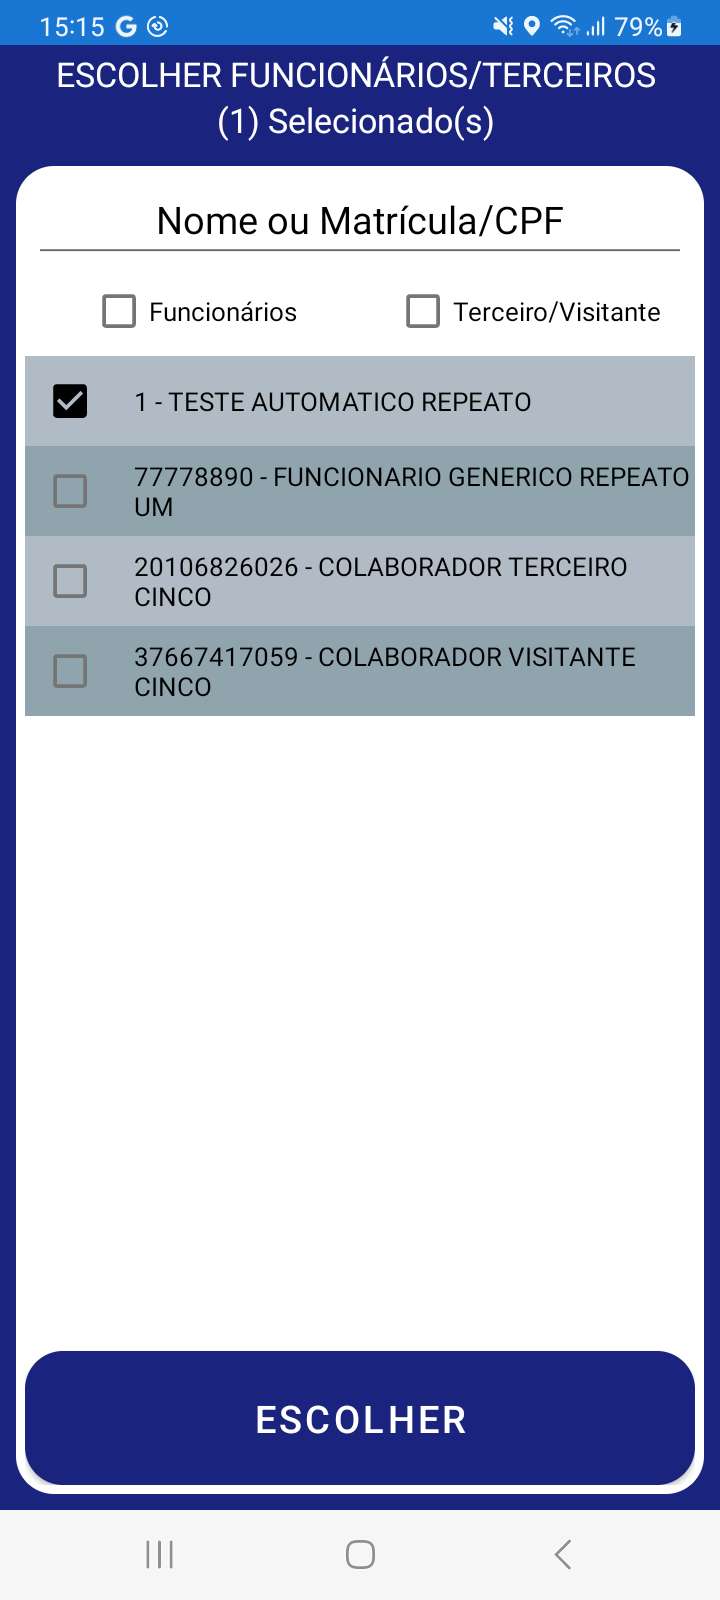 15:15 79%
ESCOLHER FUNCIONÁRIOS/TERCEIROS
(1) Selecionado(s)
Nome ou Matrícula/CPF
Funcionários Terceiro/Visitante
1 - TESTE AUTOMATICO REPEATO
77778890 - FUNCIONARIO GENERICO REPEATO
UM
20106826026 - COLABORADOR TERCEIRO
CINCO
37667417059 - COLABORADOR VISITANTE
CINCO
ESCOLHER